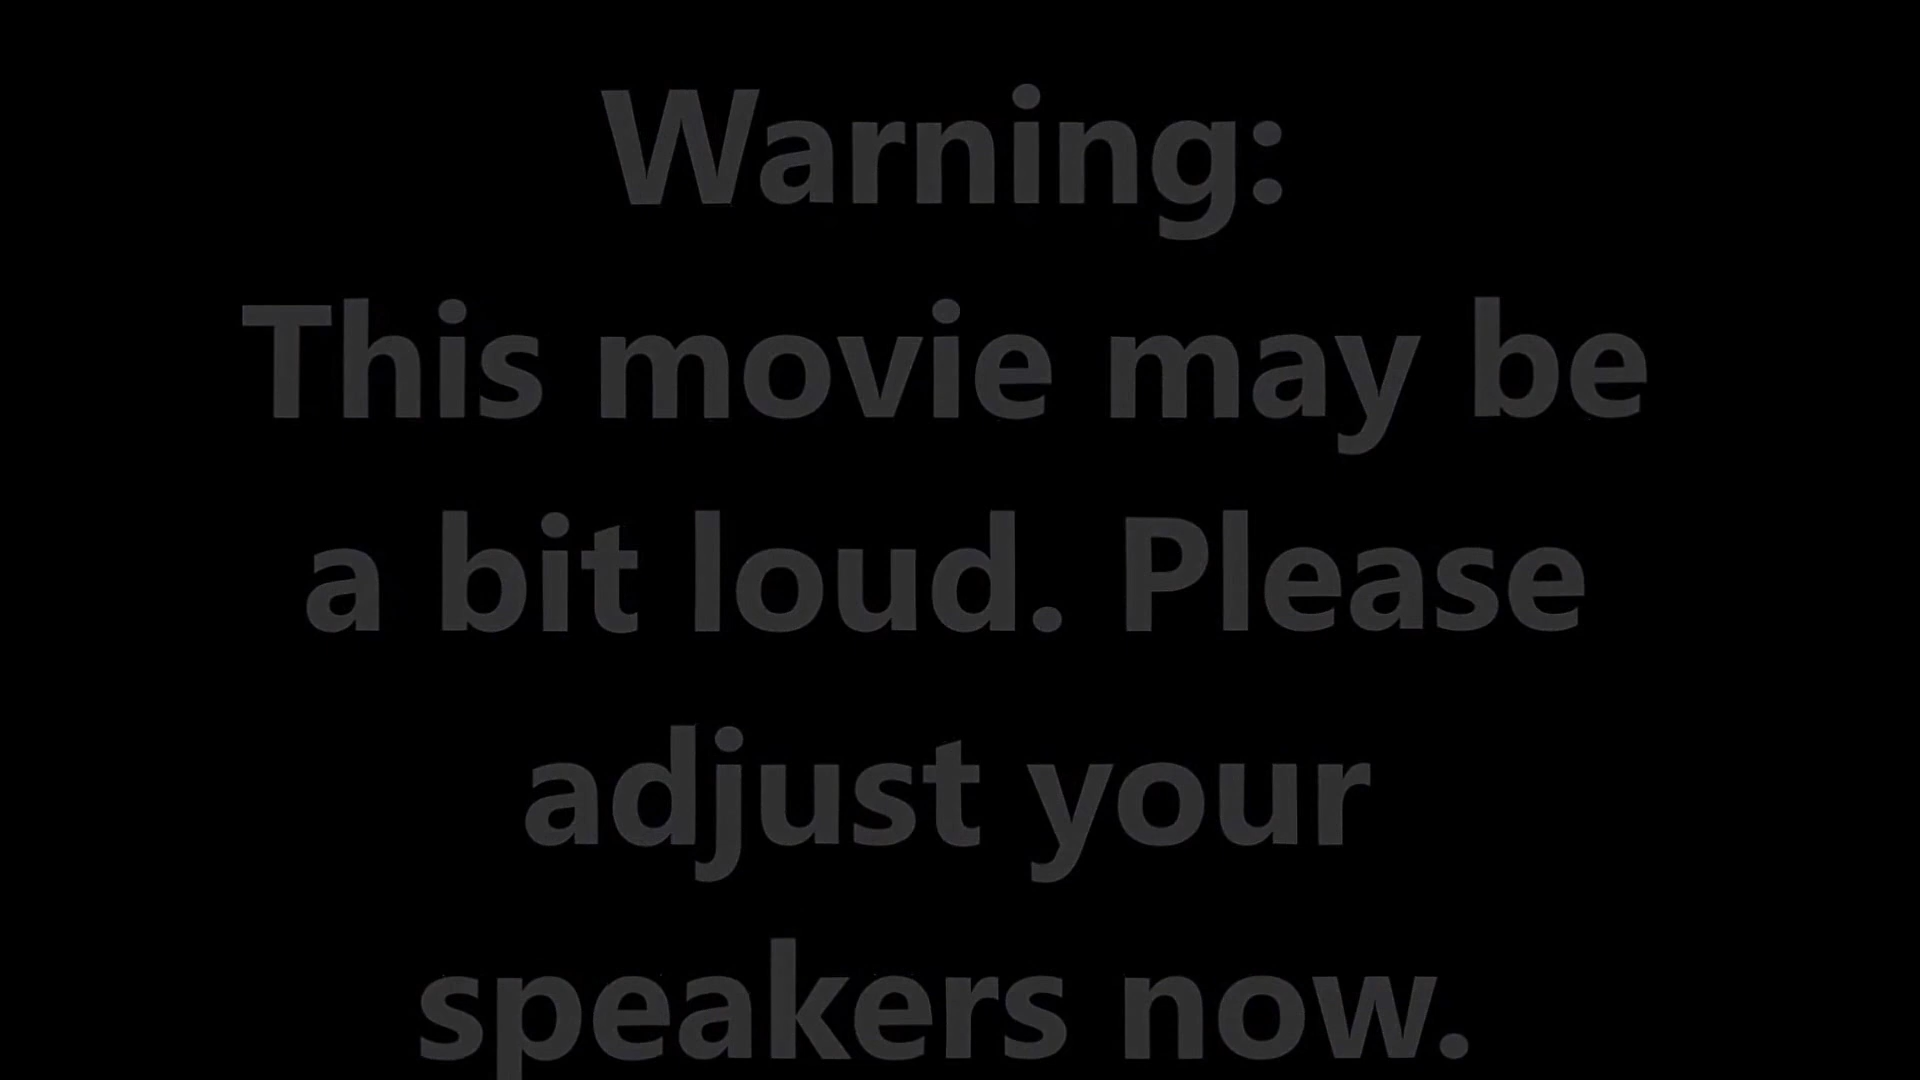 Warning:
This movie may be
a bit loud. Please
adjust your
speakers now.